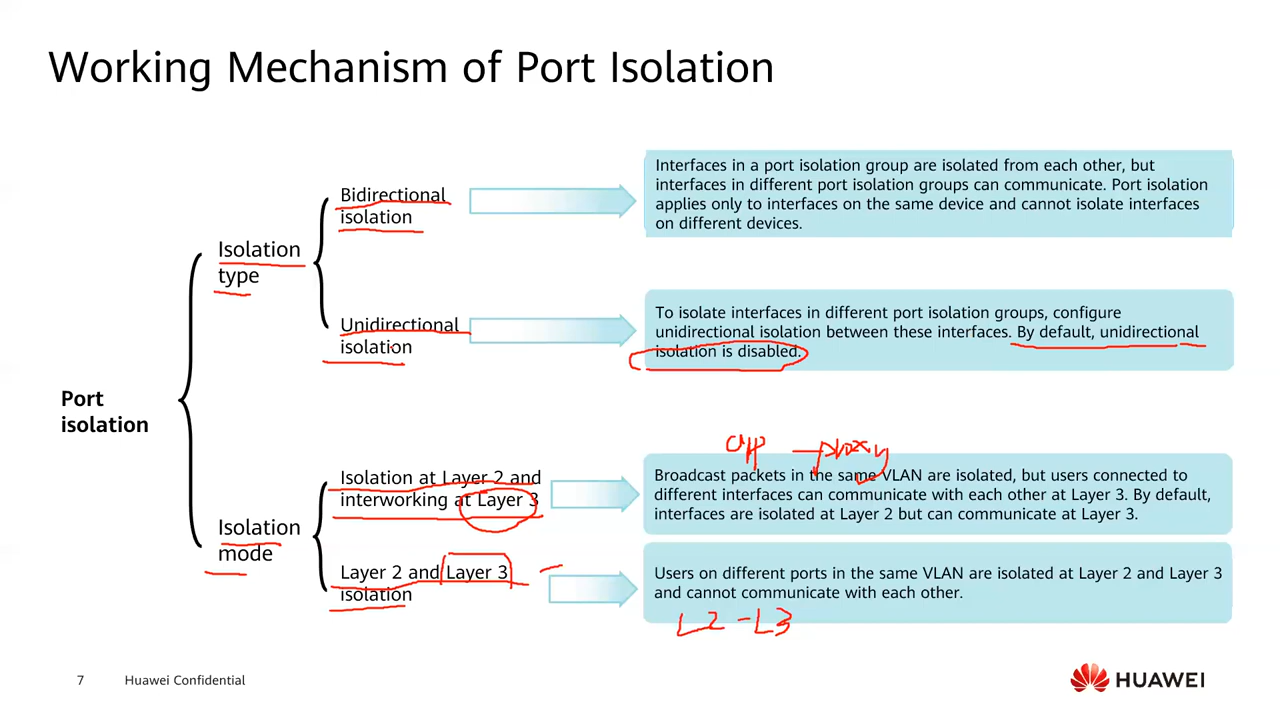 Working Mechanism of Port Isolation
Interfaces in a port isolation group are isolated from each other, but
interfaces in different port isolation groups can communicate. Port isolation
applies only to interfaces on the same device and cannot isolate interfaces
on different devices.
Bidirectional
isolation
Isolation
type
To isolate interfaces in different port isolation groups, configure
unidirectional isolation between these interfaces. By default, unidirectional
isolation is disabled.
Unidirectional
isolation
Port
isolation
proxy
Isolation at Layer 2 and
interworking at Layer 3
Broadcast packets in the same VLAN are isolated, but users connected to
different interfaces can communicate with each other at Layer 3. By default,
interfaces are isolated at Layer 2 but can communicate at Layer 3.
Isolation
mode
Layer 2 and Layer 3
isolation
Users on different ports in the same VLAN are isolated at Layer 2 and Layer 3
and cannot communicate with each other.
L2 - L3
7
Huawei Confidential
HUAWEI